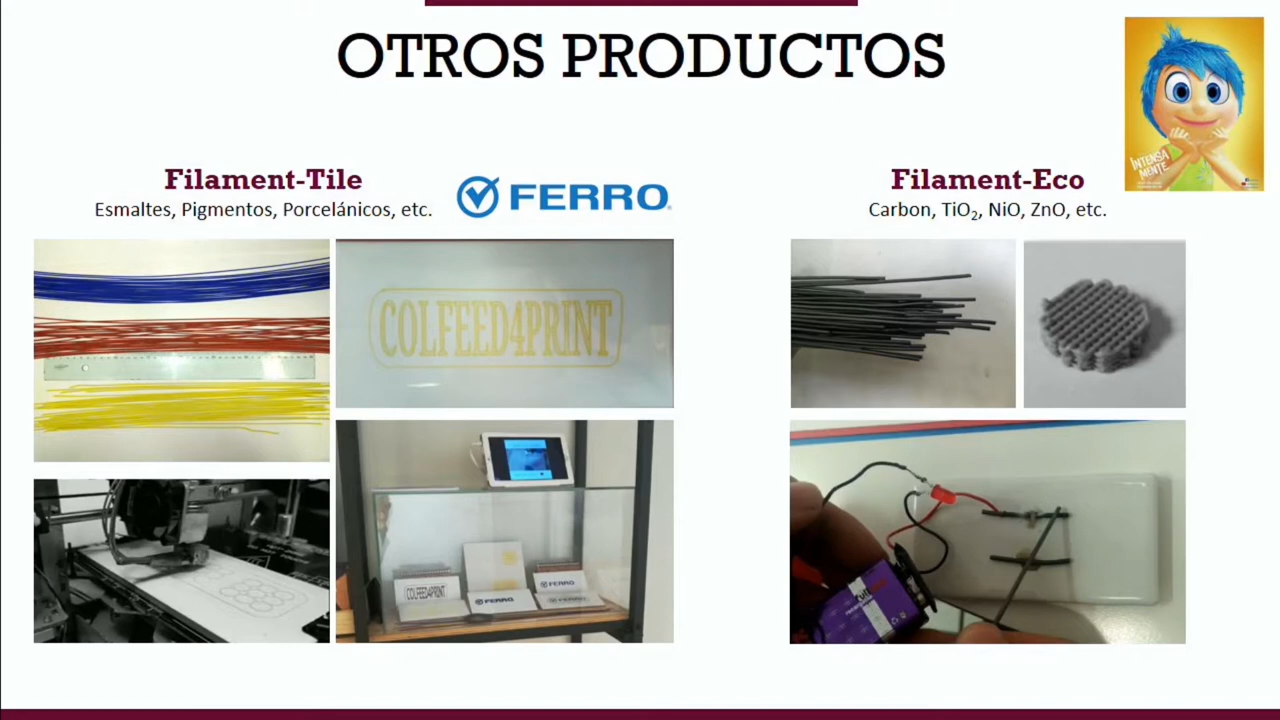 OTROS PRODUCTOS
INTENSA
MENTE
Filament-Tile
Esmaltes, Pigmentos, Porcelánicos, etc.
FERRO
Filament-Eco
Carbon, TiO₂, NiO, ZnO, etc.
COLFEED4PRINT
COLFEED4PRINT
FERRO
FERRO
FERRO